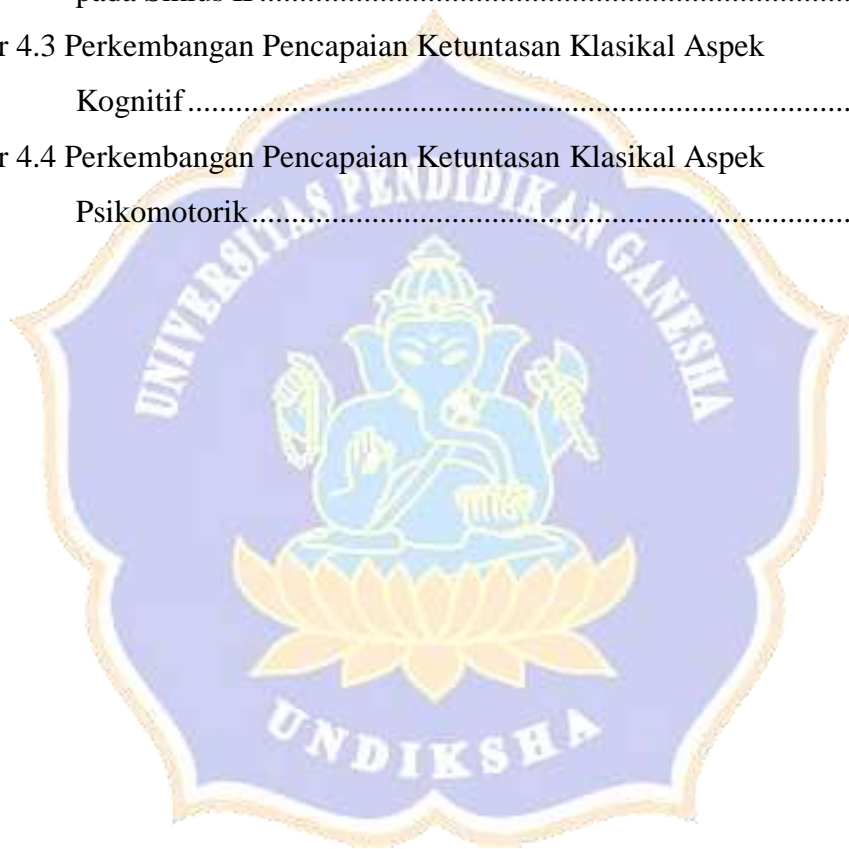 pada Siklus II ..........................................................................
r 4.3 Perkembangan Pencapaian Ketuntasan Klasikal Aspek
Kognitif ...................................................................................
r 4.4 Perkembangan Pencapaian Ketuntasan Klasikal Aspek
Psikomotorik ...........................................................................
UNIVERSITAS PENDIDIKAN GANESHA
UNDIKSHA